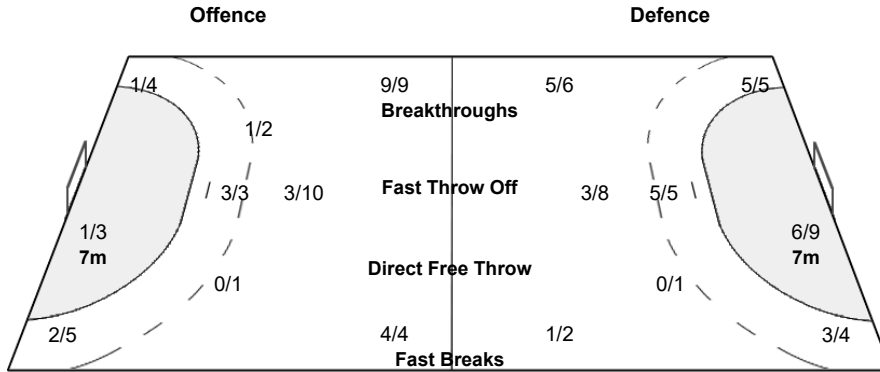 Offence Defence
1/4 9/9 5/6 5/5
Breakthroughs
1/2
3/3 3/10 Fast Throw Off 3/8 5/5
1/3 6/9
7m Direct Free Throw 7m
0/1 0/1
2/5 4/4 1/2 3/4
Fast Breaks